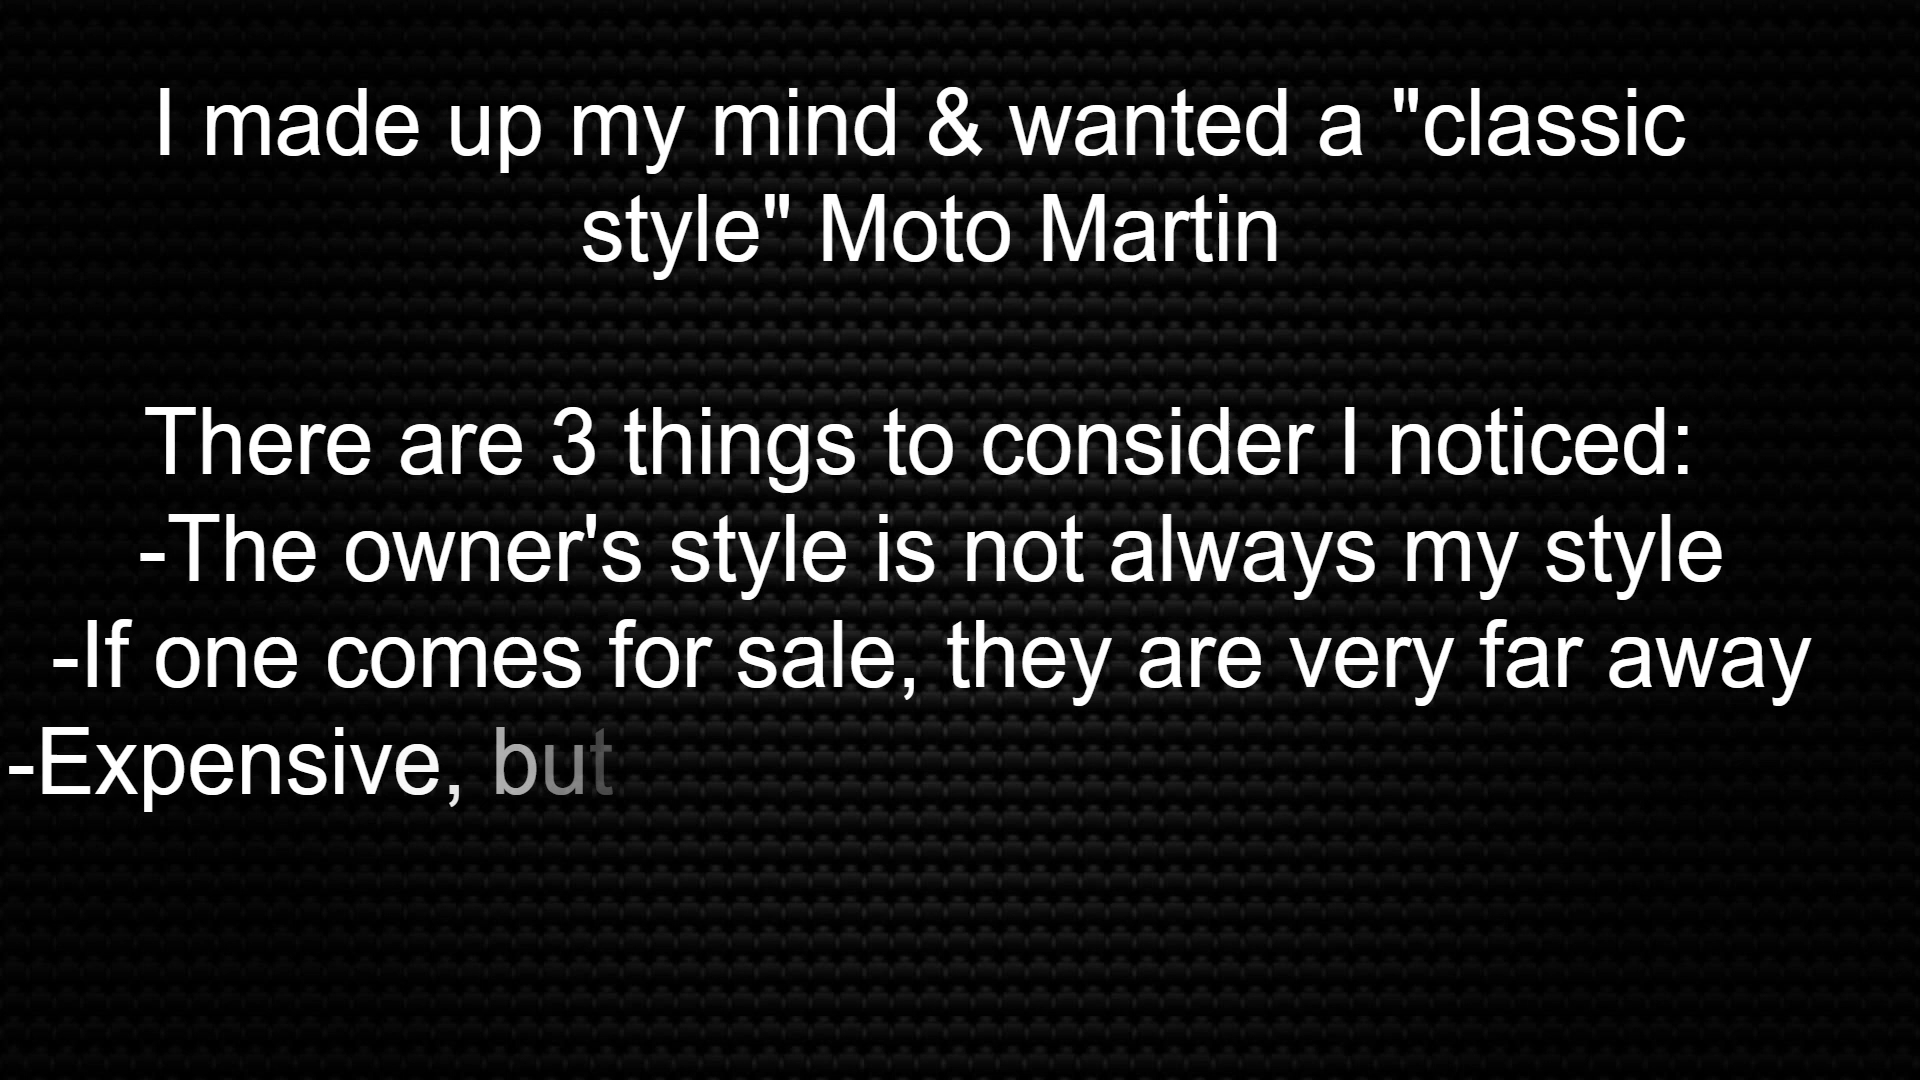 I made up my mind & wanted a "classic
style" Moto Martin
There are 3 things to consider I noticed:
-The owner's style is not always my style
-If one comes for sale, they are very far away
-Expensive, but